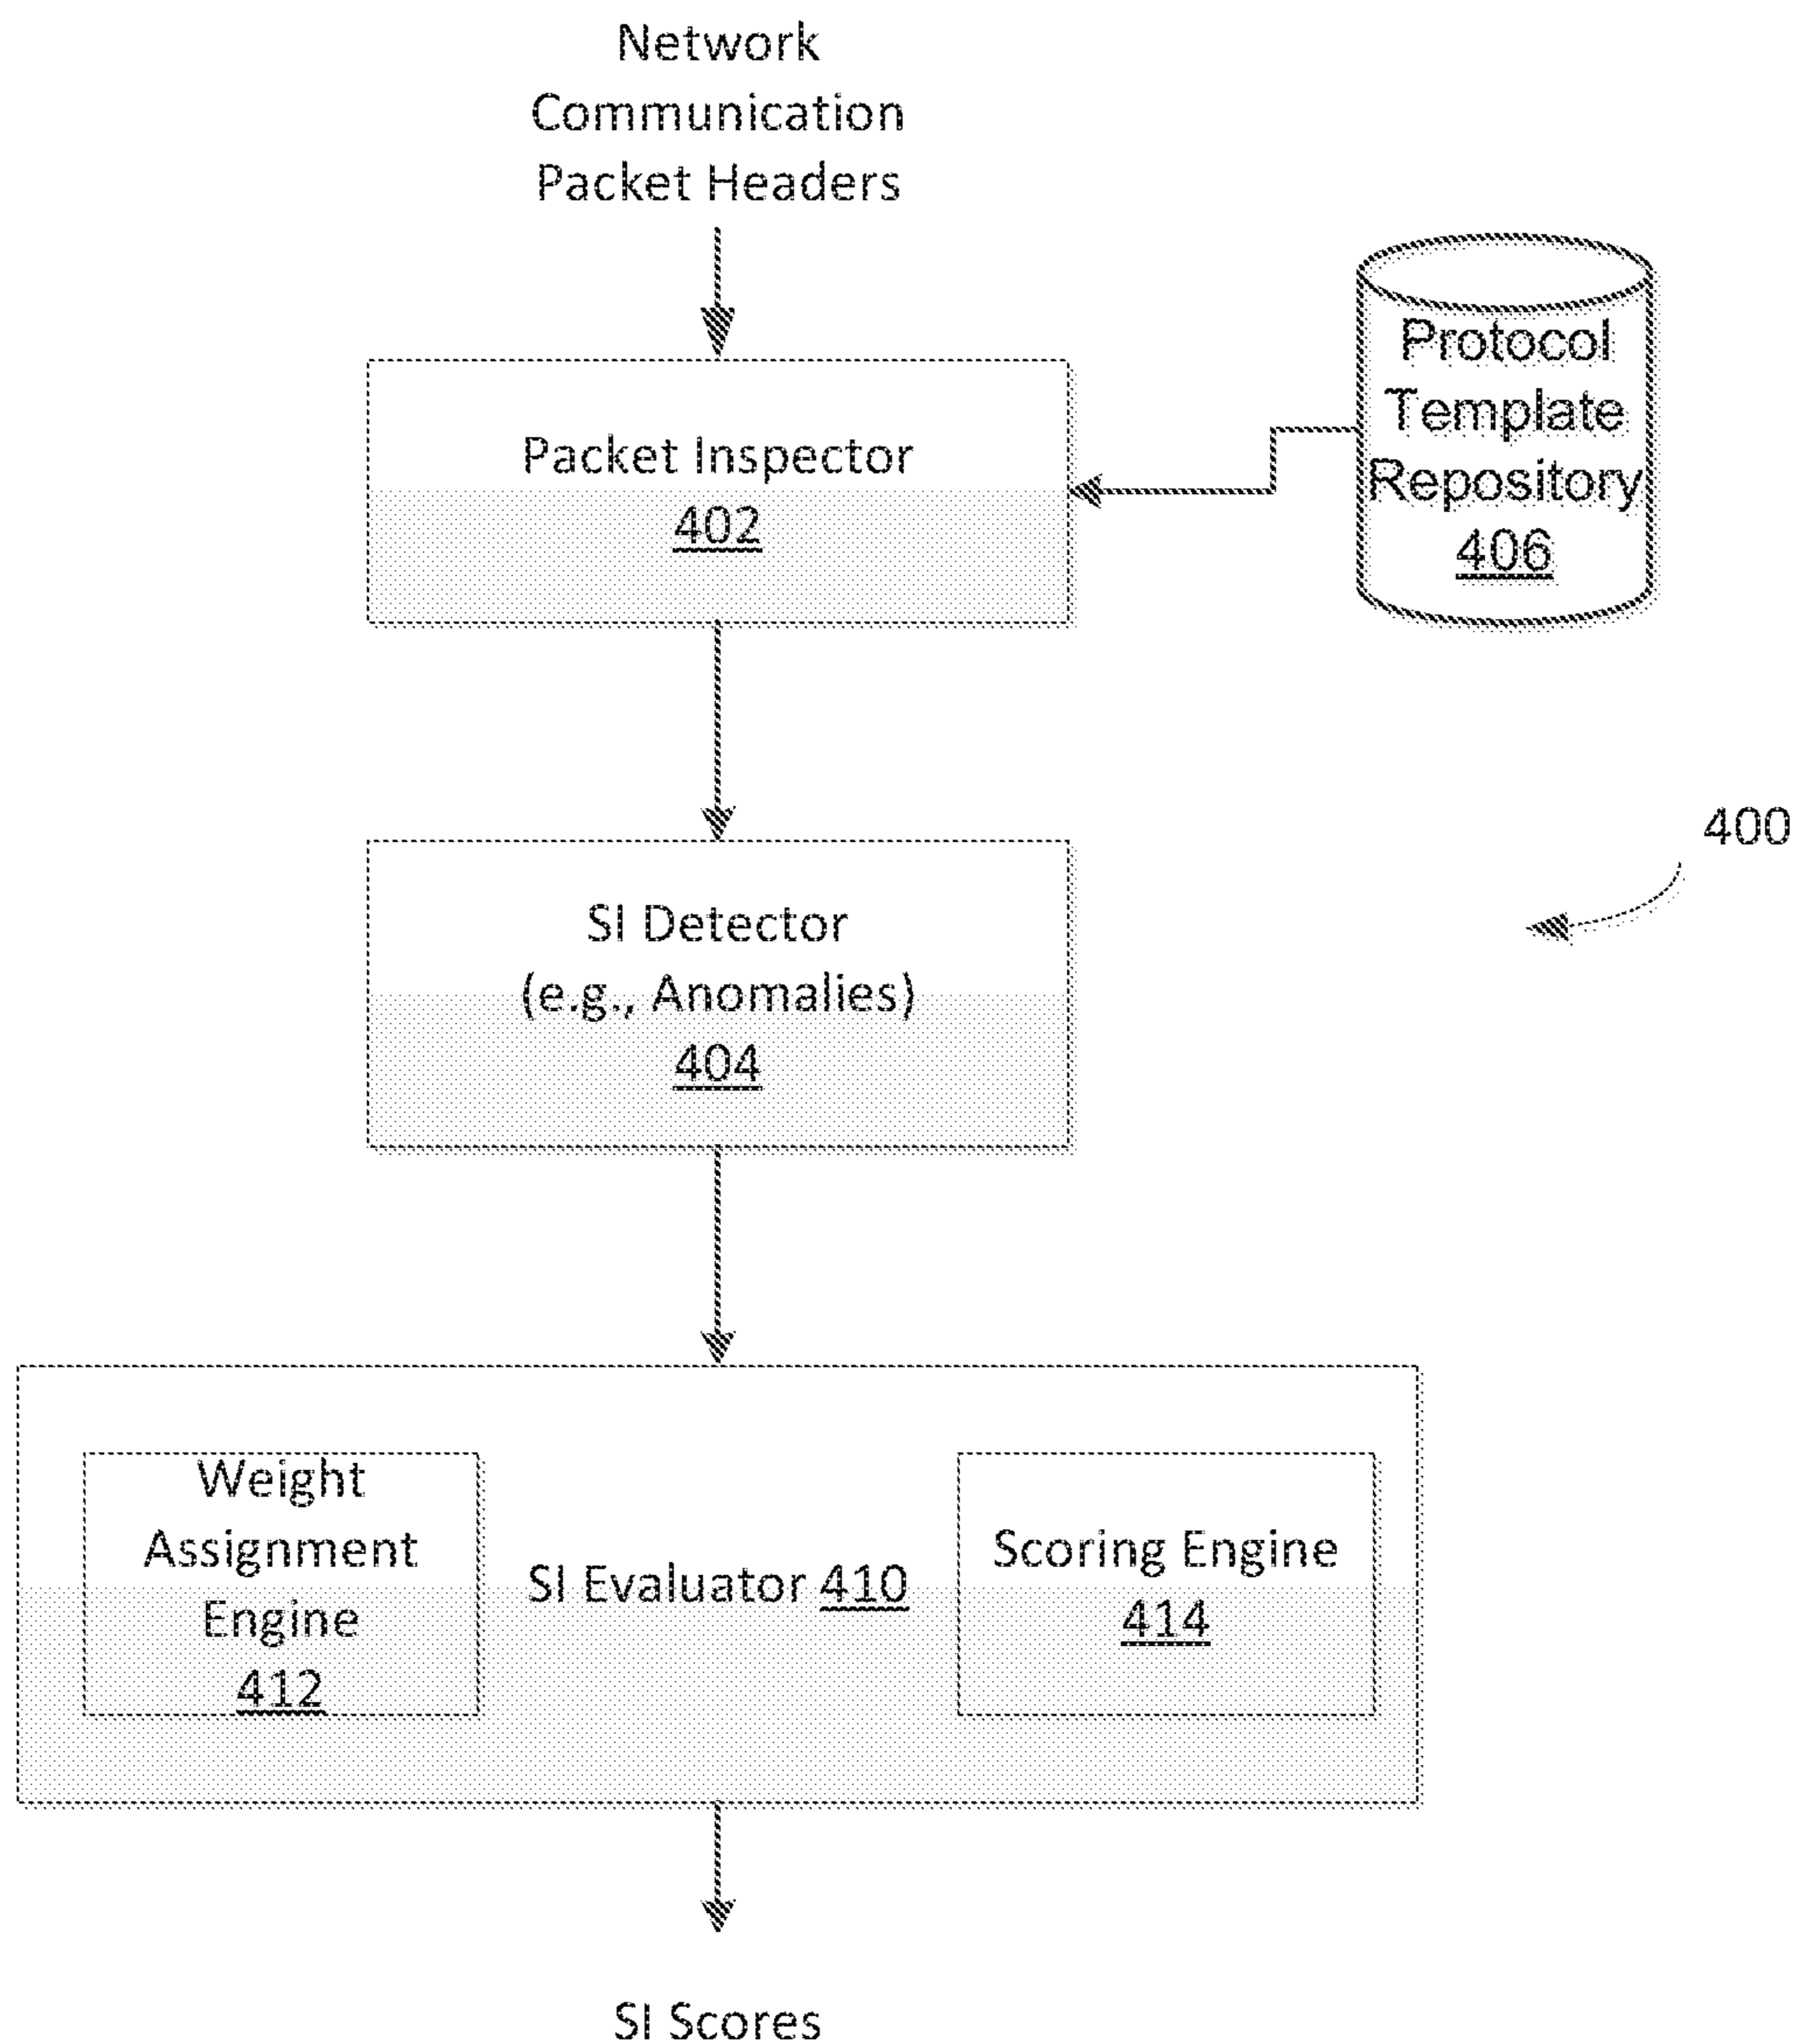 Network
Communication
Packet Headers
Packet Inspector
402
Protocol
Template
Repository
406
400
SI Detector
(e.g., Anomalies)
404
Weight
Assignment
Engine
412
SI Evaluator 410
Scoring Engine
414
SI Scores